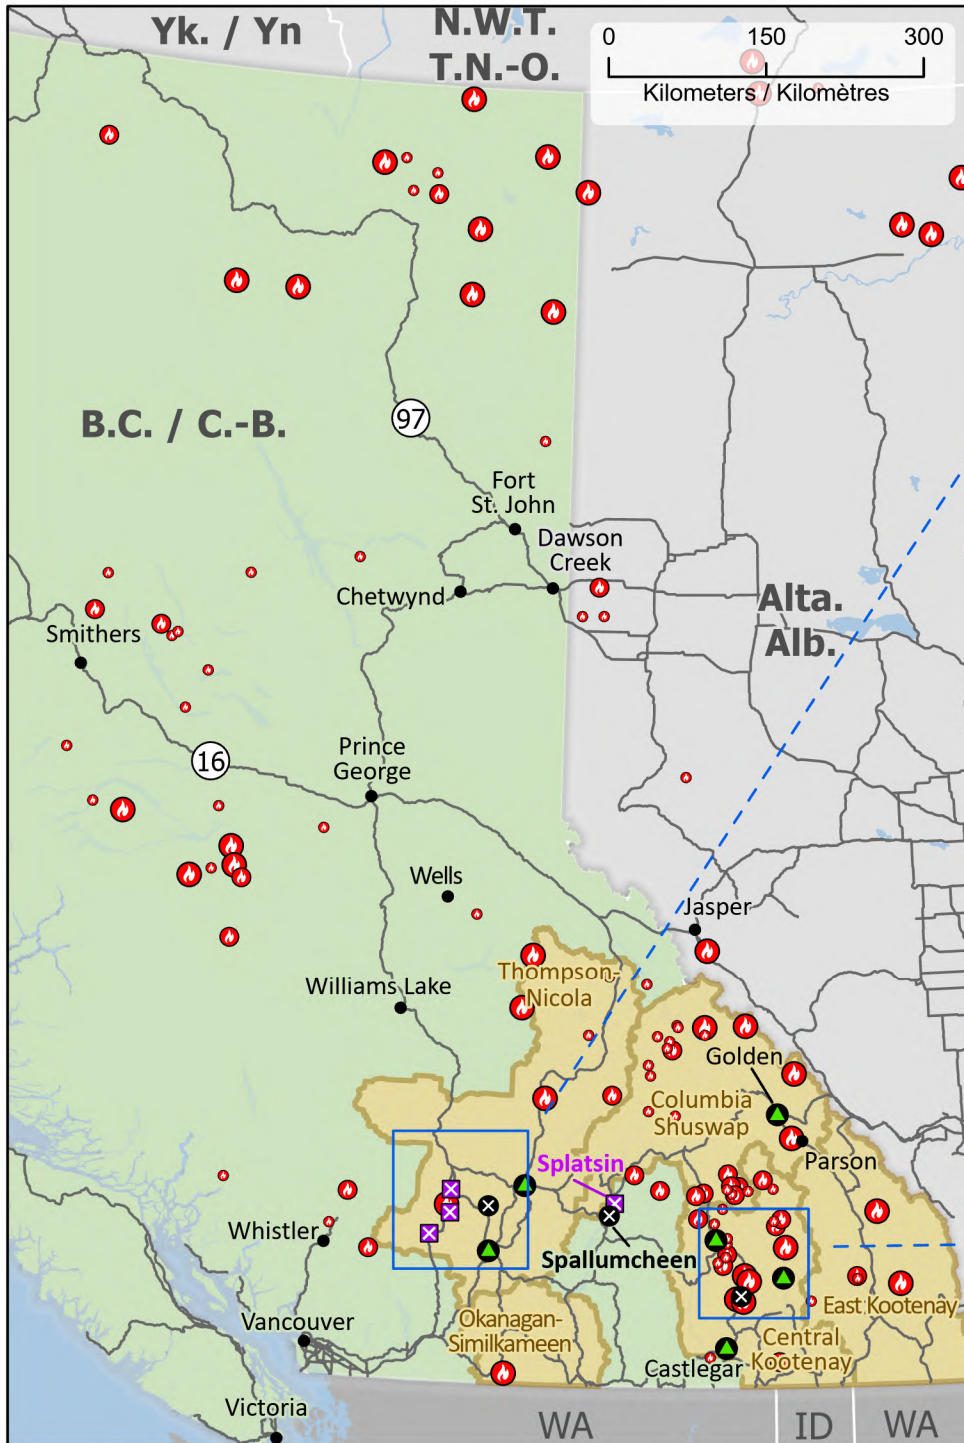 Yk. / Yn
N.W.T.
T.N.-O.
0 150 300
Kilometers / Kilomètres
B.C. / C.-B.
97
Fort
St. John
Dawson
Creek
Chetwynd
Alta.
Alb.
Smithers
16
Prince
George
Wells
Jasper
Williams Lake
Thompson-
Nicola
Golden
Columbia
Shuswap
Parson
Splatsin
Whistler
Spallumcheen
Vancouver
Okanagan-
Similkameen
East Kootenay
Central
Kootenay
Castlegar
Victoria
WA
ID
WA